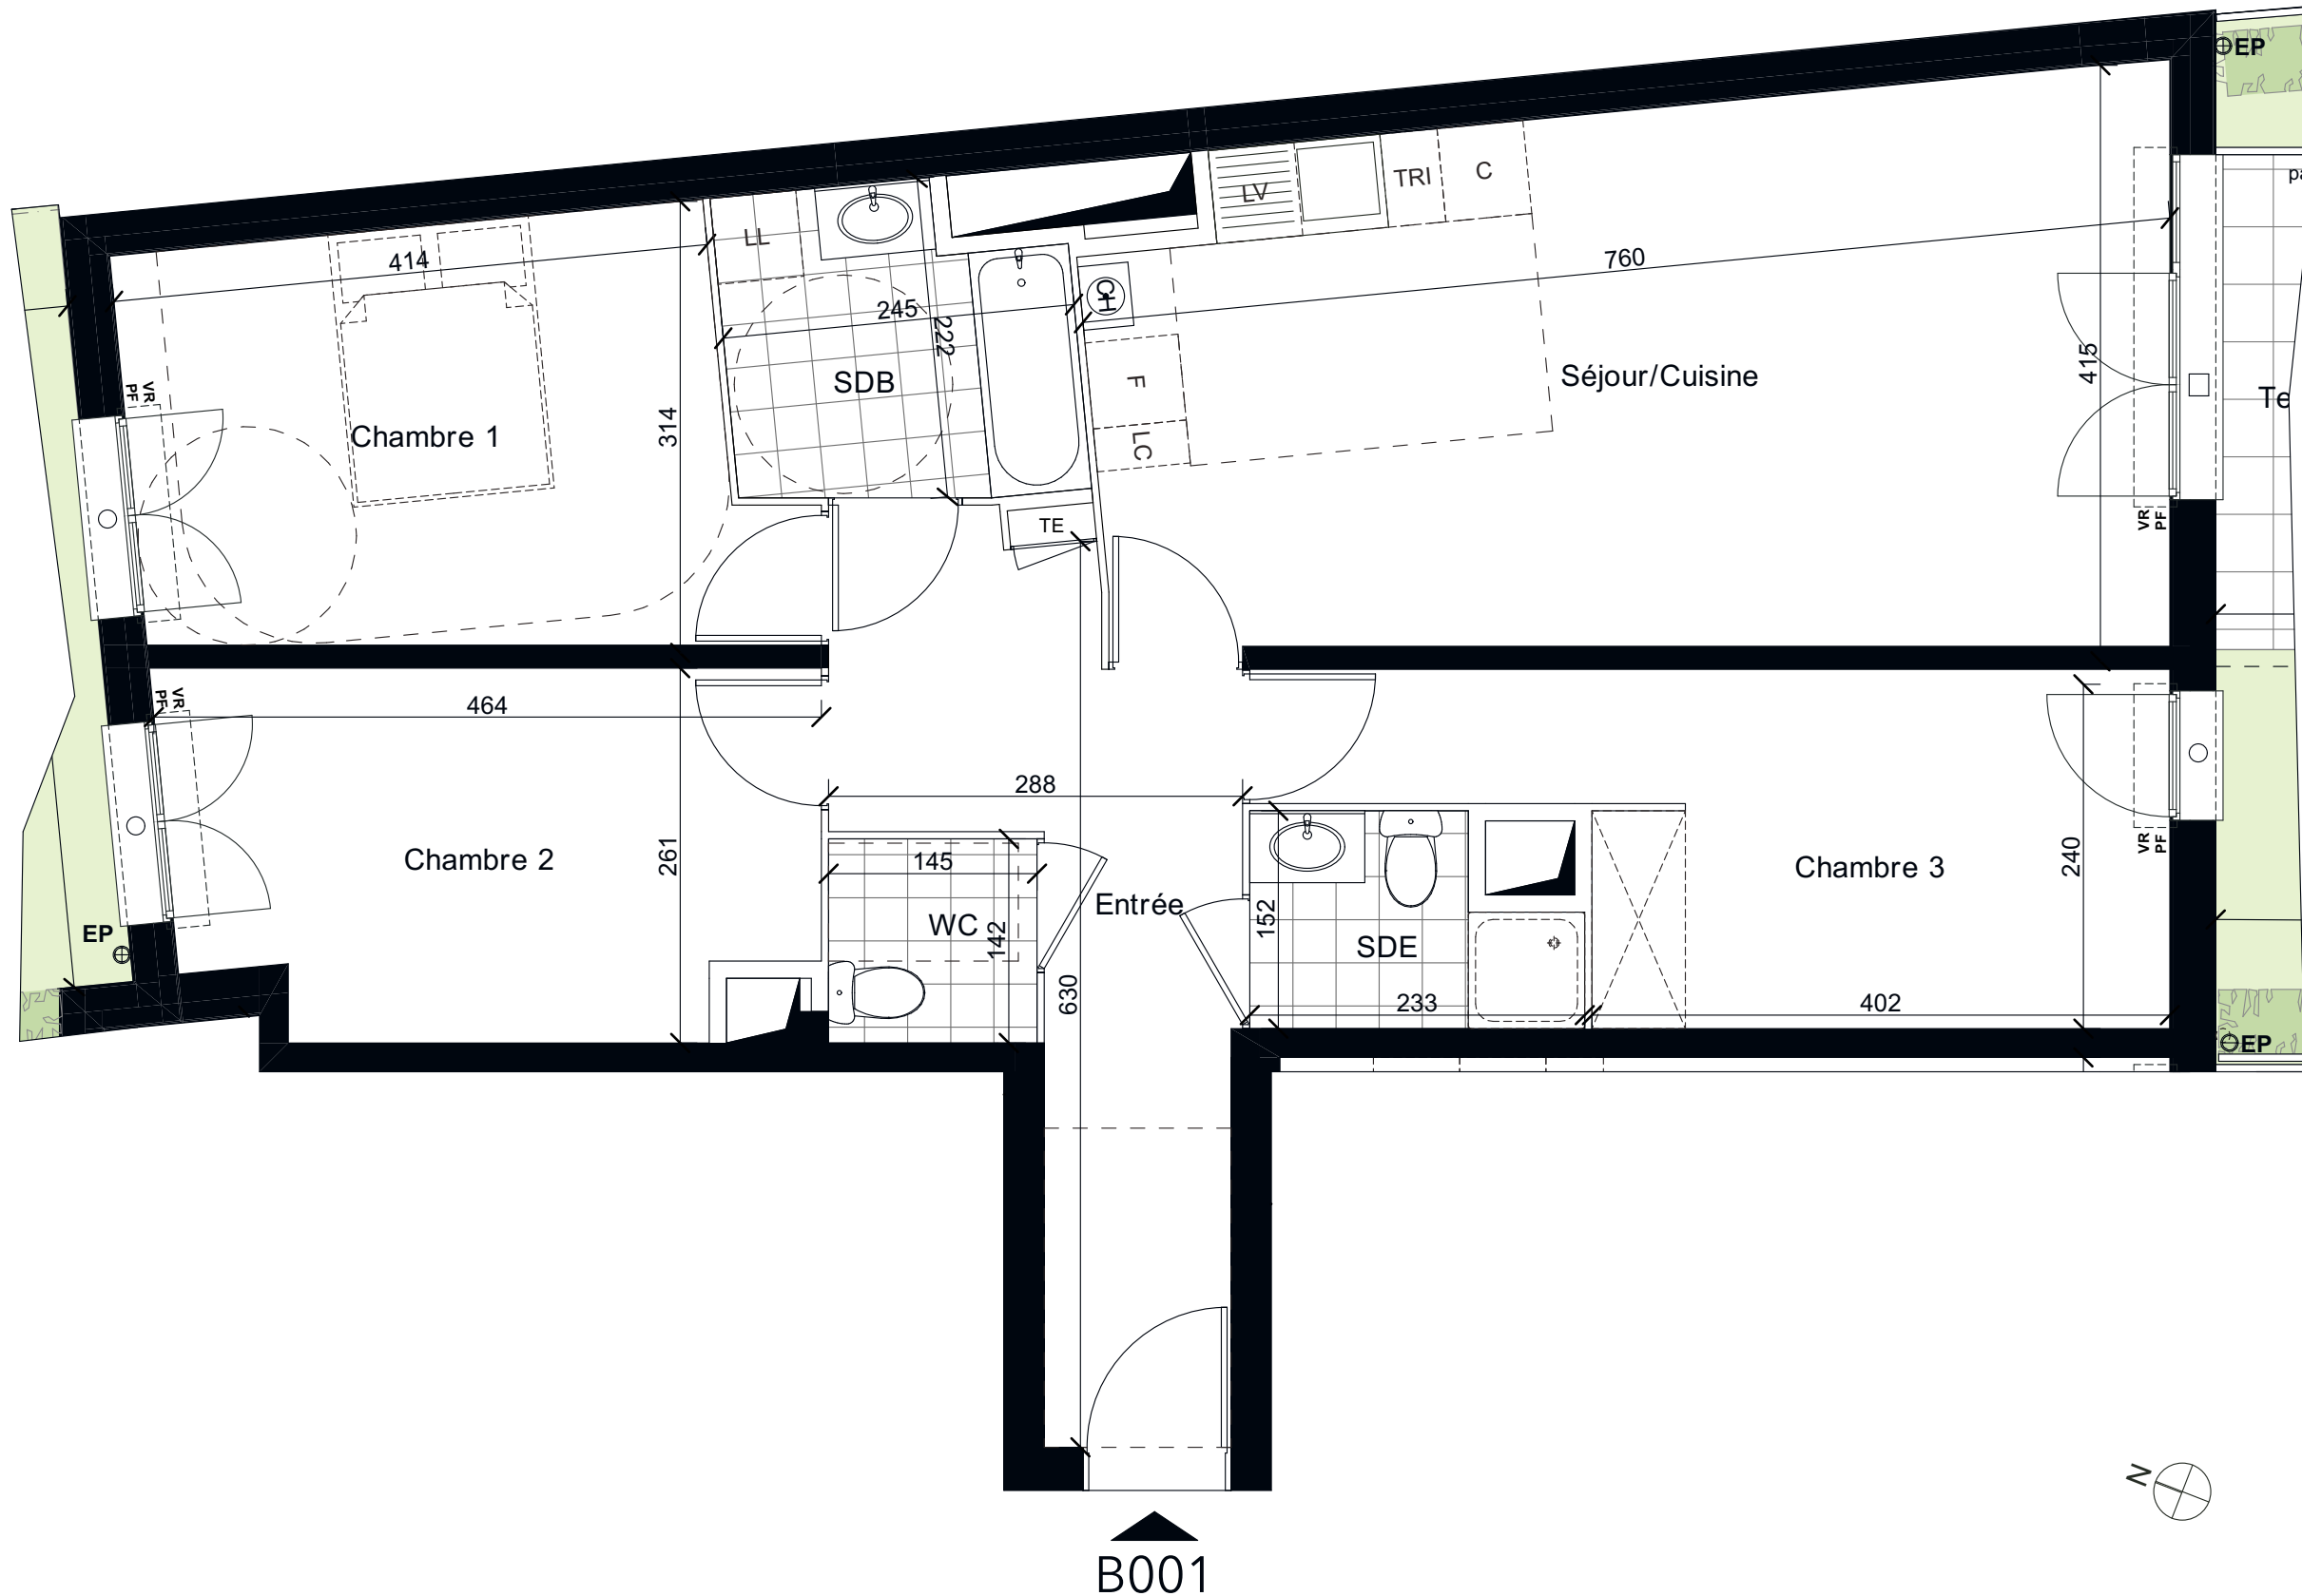 EP
pa
LV
TRI
C
LL
414
760
245
222
CH
Séjour/Cuisine
415
SDB
F
VR
PF
Te
314
Chambre 1
LC
VR
PF
TE
VR
PF
464
288
261
Chambre 2
145
Chambre 3
240
VR
PF
Entrée
WC
142
152
SDE
EP
630
233
402
EP
N
B001